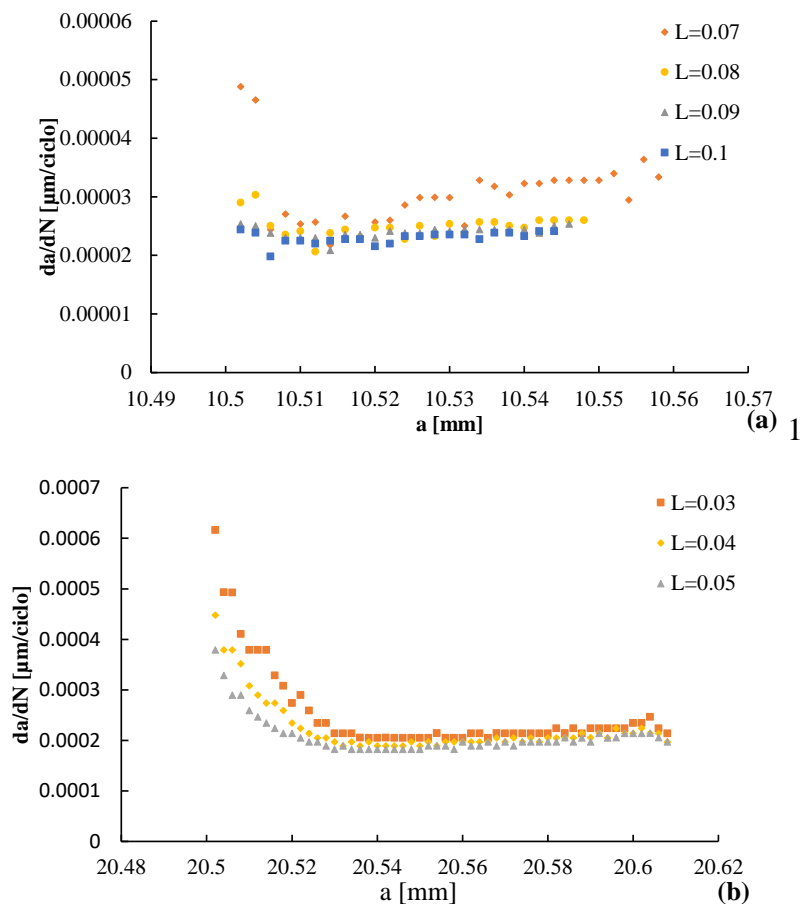 0.00006
0.00005
0.00004
0.00003
0.00002
0.00001
0
da/dN [µm/ciclo]
L=0.07
L=0.08
L=0.09
L=0.1
10.49 10.5 10.51 10.52 10.53 10.54 10.55 10.56 10.57
a [mm]
(a) 1
0.0007
0.0006
0.0005
0.0004
0.0003
0.0002
0.0001
0
da/dN [µm/ciclo]
L=0.03
L=0.04
L=0.05
20.48 20.5 20.52 20.54 20.56 20.58 20.6 20.62
a [mm]
(b)